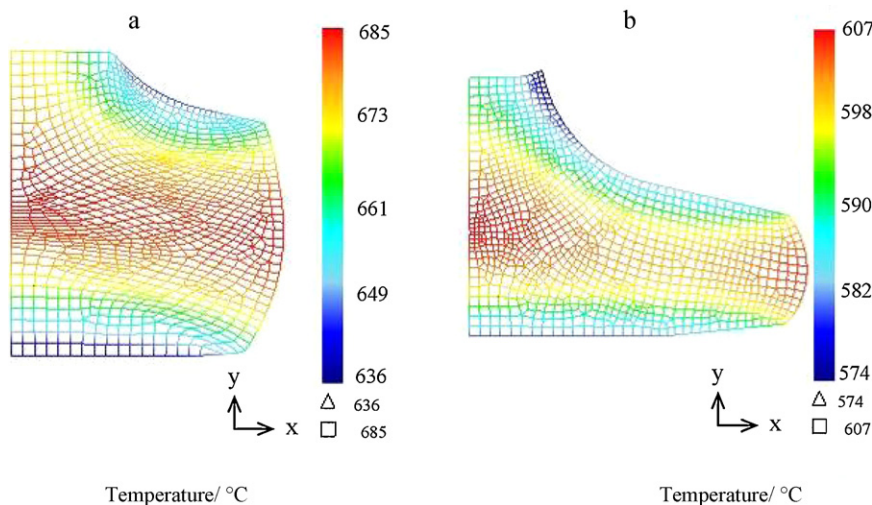 a
685
673
661
649
636
△ 636
□ 685
y
x
Temperature/ °C
b
607
598
590
582
574
△ 574
□ 607
y
x
Temperature/ °C